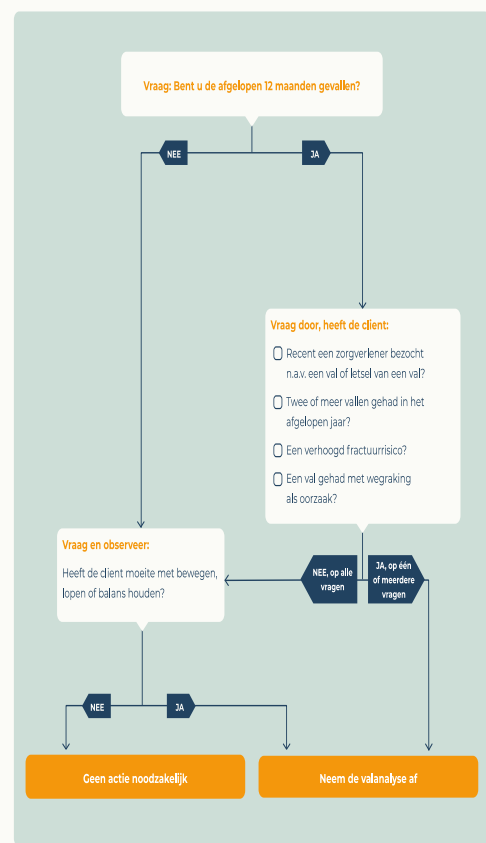 Vraag: Bent u de afgelopen 12 maanden gevallen?
NEE
JA
Vraag door, heeft de client:
Recent een zorgverlener bezocht
n.a.v. een val of letsel van een val?
Twee of meer vallen gehad in het
afgelopen jaar?
Een verhoogd fractuurrisico?
Een val gehad met wegraking
als oorzaak?
Vraag en observeer:
Heeft de client moeite met bewegen,
lopen of balans houden?
NEE, op alle
vragen
JA, op één
of meerdere
vragen
NEE
JA
Geen actie noodzakelijk
Neem de valanalyse af